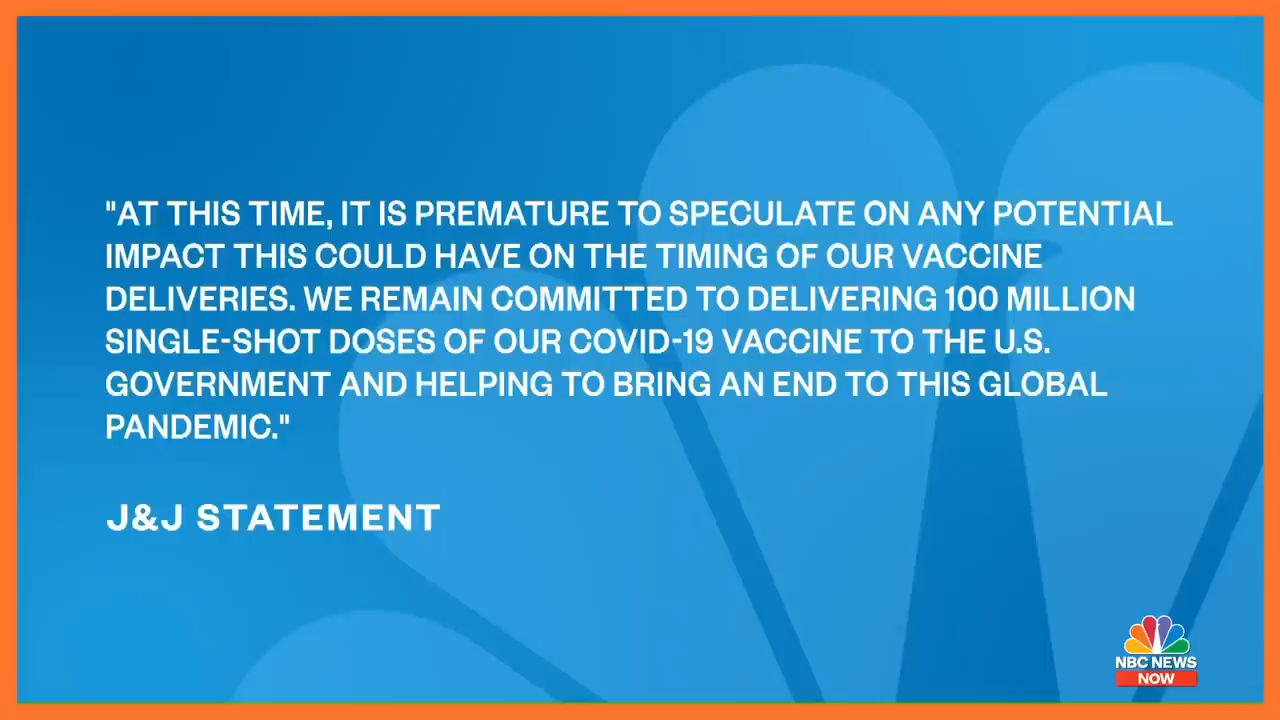 "AT THIS TIME, IT IS PREMATURE TO SPECULATE ON ANY POTENTIAL
IMPACT THIS COULD HAVE ON THE TIMING OF OUR VACCINE
DELIVERIES. WE REMAIN COMMITTED TO DELIVERING 100 MILLION
SINGLE-SHOT DOSES OF OUR COVID-19 VACCINE TO THE U.S.
GOVERNMENT AND HELPING TO BRING AN END TO THIS GLOBAL
PANDEMIC."
J&J STATEMENT
NBC NEWS
NOW